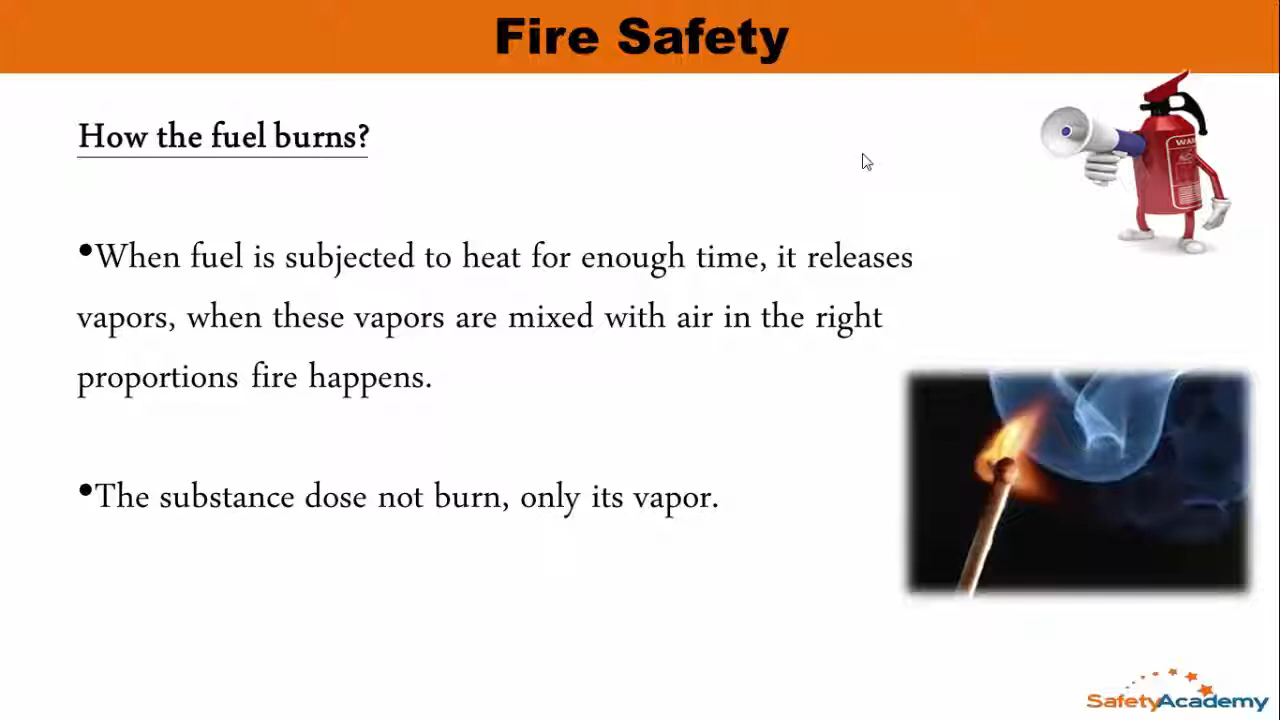 Fire Safety
How the fuel burns?
•When fuel is subjected to heat for enough time, it releases
vapors, when these vapors are mixed with air in the right
proportions fire happens.
•The substance dose not burn, only its vapor.
SafetyAcademy